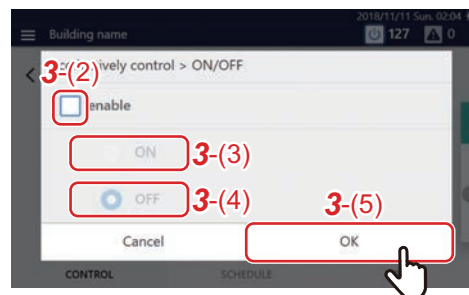 2018/11/11 Sun. 02:04
Building name
127
0
3-(2)
ively control > ON/OFF
enable
ON
3-(3)
OFF
3-(4)
3-(5)
Cancel
OK
CONTROL
SCHEDULE